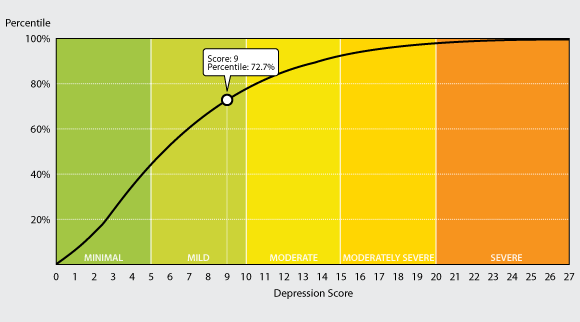 Percentile
100%
Score: 9
Percentile: 72.7%
80%
60%
40%
20%
MINIMAL MILD MODERATE MODERATELY SEVERE SEVERE
0 1 2 3 4 5 6 7 8 9 10 11 12 13 14 15 16 17 18 19 20 21 22 23 24 25 26 27
Depression Score